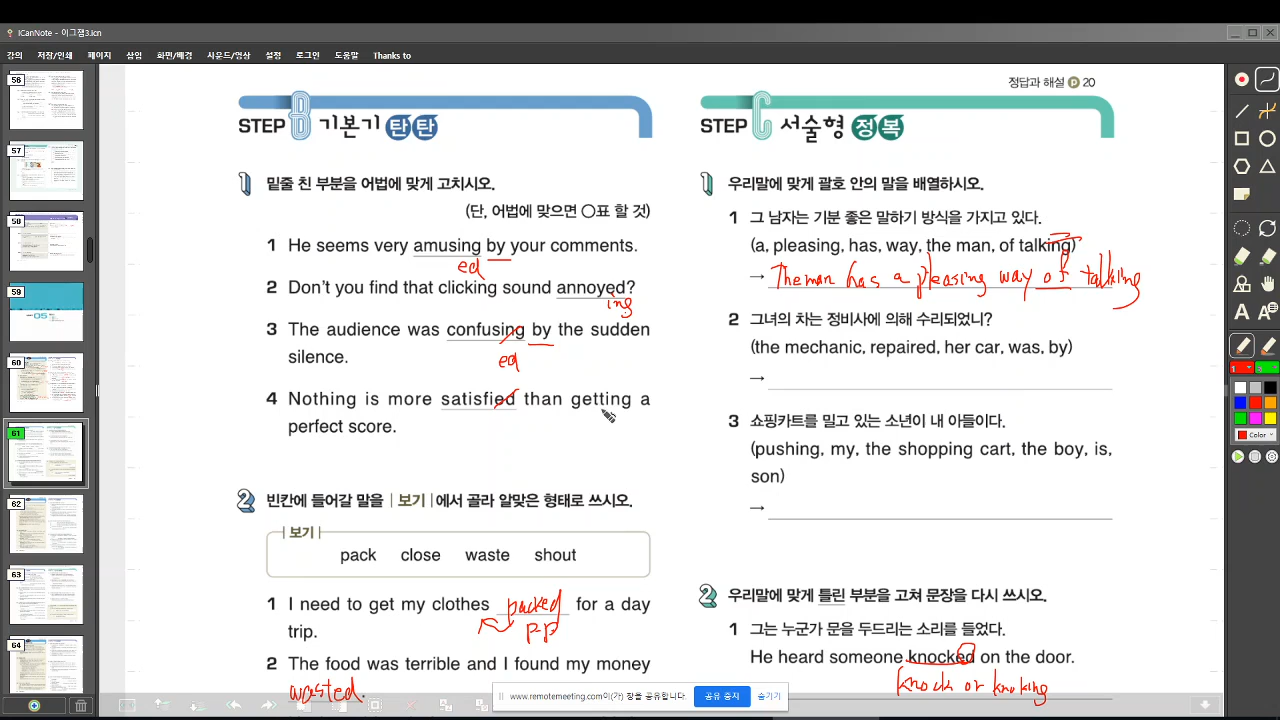 ICanNote - 이그잼3.icn
강의 인쇄 페이지 삽입 화면/배경 사운드/영상 설정 로그인 도움말 Thanks to
56
57
58
59
60
61
62
63
64
정답과 해설 P 20
STEP B 기본기 탄탄
1 밑줄 친 부분을 어법에 맞게 고치시오.
(단, 어법에 맞으면 ○표 할 것)
1 He seems very amusing by your comments.
ed
2 Don't you find that clicking sound annoyed?
ing
3 The audience was confusing by the sudden
silence.
ed
4 Nothing is more satisfied than getting a
perfect score.
2 빈칸에 알맞은 말을 보기 에서 골라 알맞은 형태로 쓰시오
보기
pack close waste shout
1 I to get my packed for a day
trip. P.P
2 The food was terrible found my money
wasted.
STEP C 서술형 정복
1 우리말에 맞게 괄호 안의 말을 배열하시오.
1 그 남자는 기분 좋은 말하기 방식을 가지고 있다.
(a, pleasing, has, way, the man, of talking)
→ The man has a pleasing way of talking
2 그녀의 차는 정비사에 의해 수리되었니?
(the mechanic, repaired, her car, was, by)
→
3 쇼핑카트를 밀고 있는 소년이 내 아들이다.
pushing, my, the shopping cart, the boy, is,
son)
→
2 우리말에 맞게 틀린 부분을 고쳐 문장을 다시 쓰시오.
1 그는 누군가 문을 두드리는 소리를 들었다.
He heard someone knocked on the door.
or
www.remotemeeting.com이(가) 창을 공유합니다. 공유 중지
1
Color